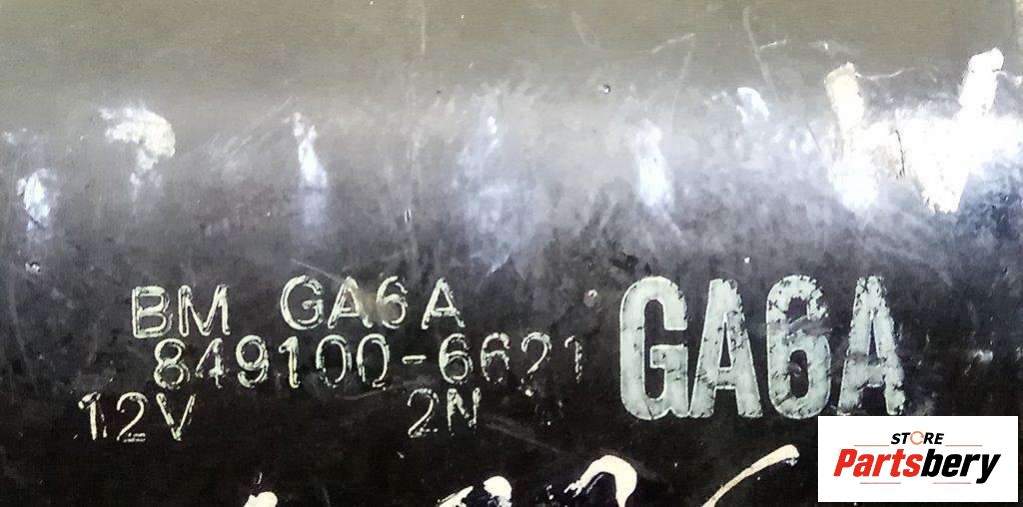 BM GA6A
849100-6621
12V 2N
GA6A
STORE
Partsbery